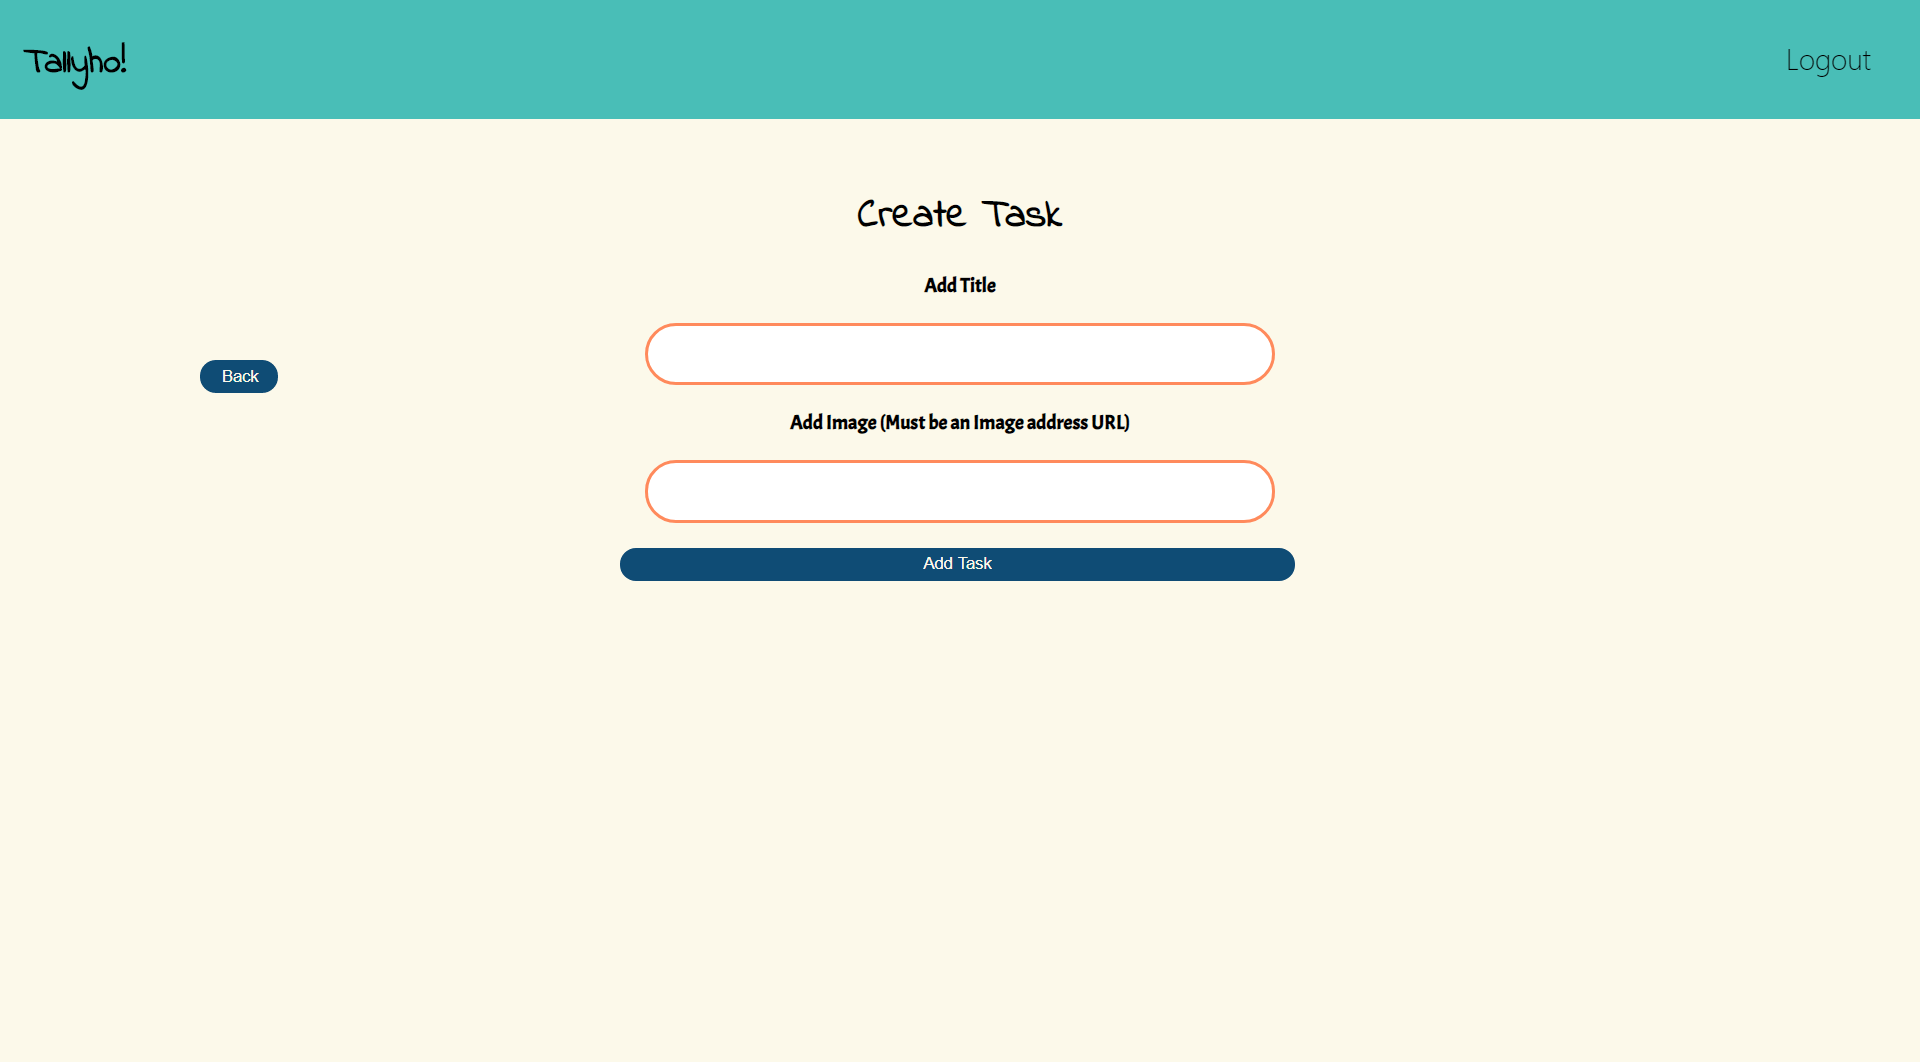 Tallyho!
Logout
Create Task
Add Title
Back
Add Image (Must be an Image address URL)
Add Task